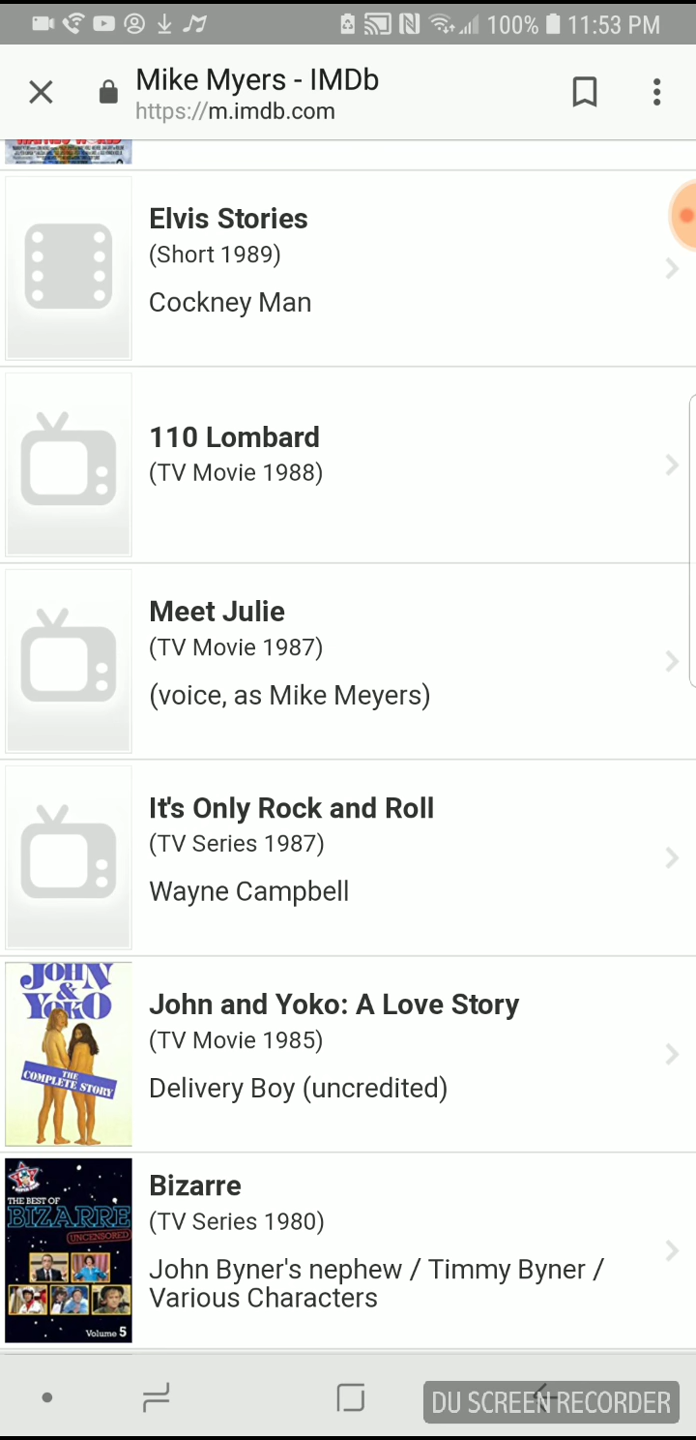 100% 11:53 PM
Mike Myers - IMDb
https://m.imdb.com
Elvis Stories
(Short 1989)
Cockney Man
110 Lombard
(TV Movie 1988)
Meet Julie
(TV Movie 1987)
(voice, as Mike Meyers)
It's Only Rock and Roll
(TV Series 1987)
Wayne Campbell
JOHN
&
YOKO
THE
COMPLETE STORY
John and Yoko: A Love Story
(TV Movie 1985)
Delivery Boy (uncredited)
THE BEST OF
BIZARRE
UNCENSORED
Volume 5
Bizarre
(TV Series 1980)
John Byner's nephew / Timmy Byner /
Various Characters
DU SCREEN RECORDER